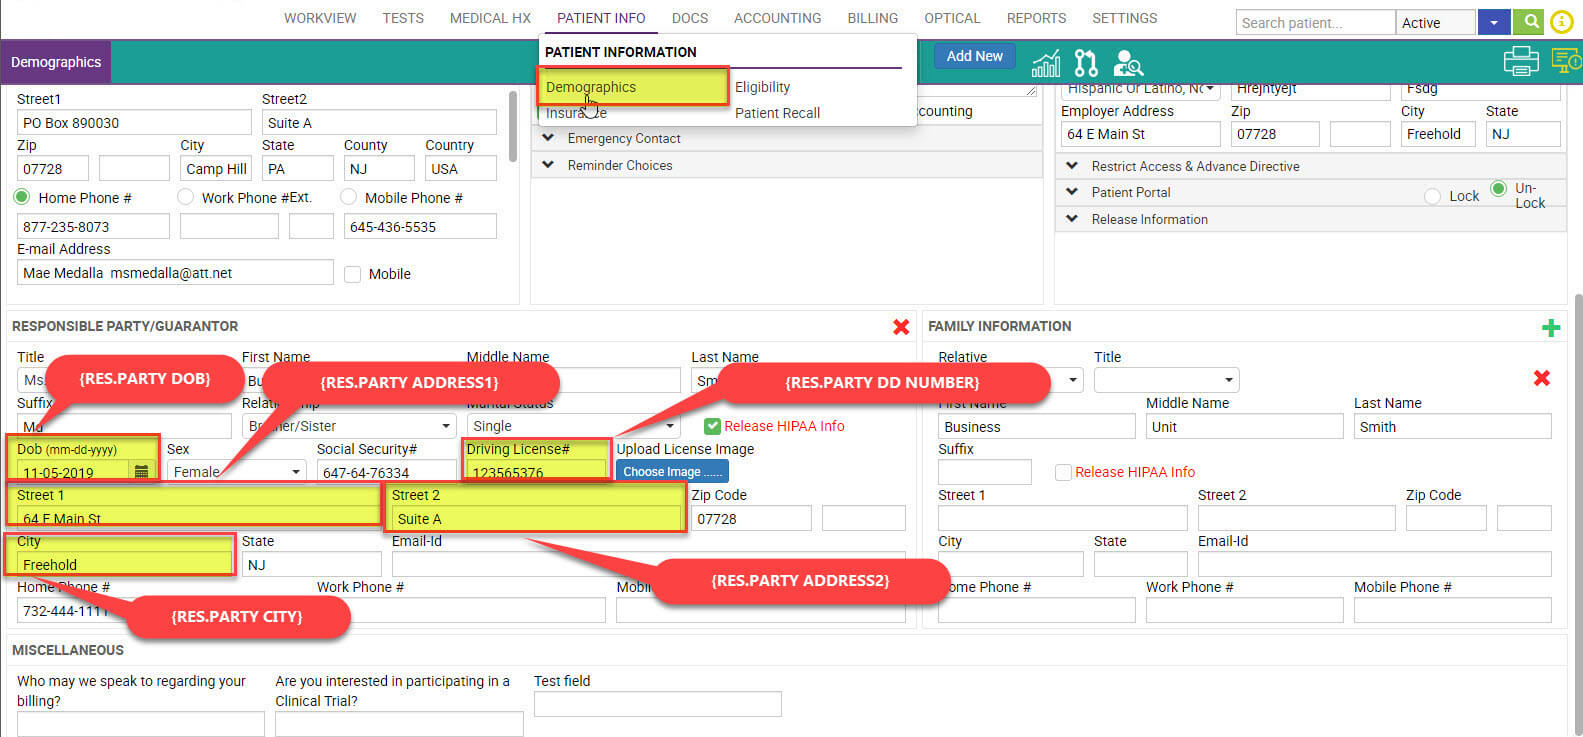 WORKVIEW TESTS MEDICAL HX PATIENT INFO DOCS ACCOUNTING BILLING OPTICAL REPORTS SETTINGS Search patient... Active
Demographics
PATIENT INFORMATION
Add New
Demographics Eligibility
Insurance Patient Recall
Street1 Street2
PO Box 890030 Suite A
Zip City State County Country
07728 Camp Hill PA NJ USA
Home Phone # Work Phone # Ext. Mobile Phone #
877-235-8073 645-436-5535
E-mail Address
Mae Medalla msmedalla@att.net Mobile
counting
Emergency Contact
Reminder Choices
Hispanic Or Latino, Nc Hrejntyejt Fsdg
Employer Address Zip City State
64 E Main St 07728 Freehold NJ
Restrict Access & Advance Directive
Patient Portal Lock Un-
Lock
Release Information
RESPONSIBLE PARTY/GUARANTOR
Title First Name Middle Name Last Name
Ms. Bu Sm
{RES.PARTY DOB} {RES.PARTY ADDRESS1} {RES.PARTY DD NUMBER}
Suffix Relationship Marital Status
Md Brother/Sister Single Release HIPAA Info
Dob (mm-dd-yyyy) Sex Social Security# Driving License# Upload License Image
11-05-2019 Female 647-64-76334 123565376 Choose Image ......
Street 1 Street 2 Zip Code
64 E Main St Suite A 07728
City State Email-Id
Freehold NJ
{RES.PARTY ADDRESS2}
Home Phone # Work Phone # Mobi
732-444-1111
{RES.PARTY CITY}
FAMILY INFORMATION
Relative Title
First Name Middle Name Last Name
Business Unit Smith
Suffix
Release HIPAA Info
Street 1 Street 2 Zip Code
City State Email-Id
ome Phone # Work Phone # Mobile Phone #
MISCELLANEOUS
Who may we speak to regarding your
billing?
Are you interested in participating in a
Clinical Trial?
Test field